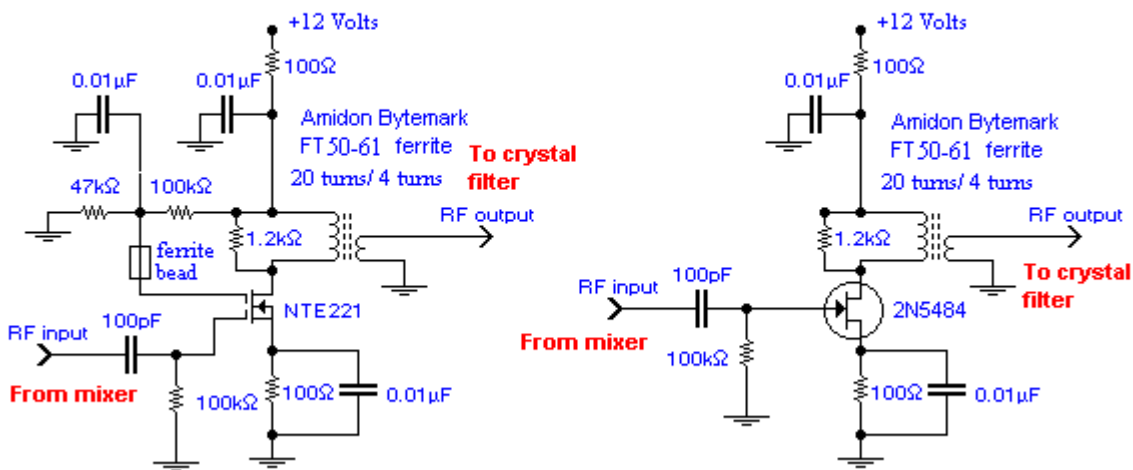 +12 Volts
100Ω
0.01µF
0.01µF
Amidon Bytemark
FT50-61 ferrite
20 turns/ 4 turns
To crystal
filter
47kΩ
100kΩ
RF output
1.2kΩ
ferrite
bead
NTE221
100pF
RF input
From mixer
100kΩ
100Ω
0.01µF
+12 Volts
100Ω
0.01µF
Amidon Bytemark
FT50-61 ferrite
20 turns/ 4 turns
RF output
1.2kΩ
To crystal
filter
100pF
RF input
2N5484
From mixer
100kΩ
100Ω
0.01µF